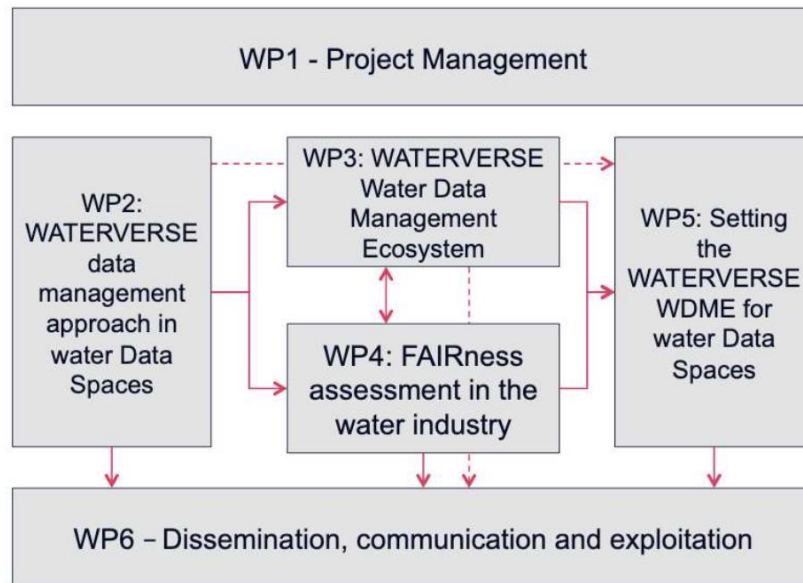 WP1 - Project Management
WP2:
WATERVERSE
data
management
approach in
water Data
Spaces
WP3: WATERVERSE
Water Data
Management
Ecosystem
WP4: FAIRness
assessment in the
water industry
WP5: Setting
the
WATERVERSE
WDME for
water Data
Spaces
WP6 – Dissemination, communication and exploitation